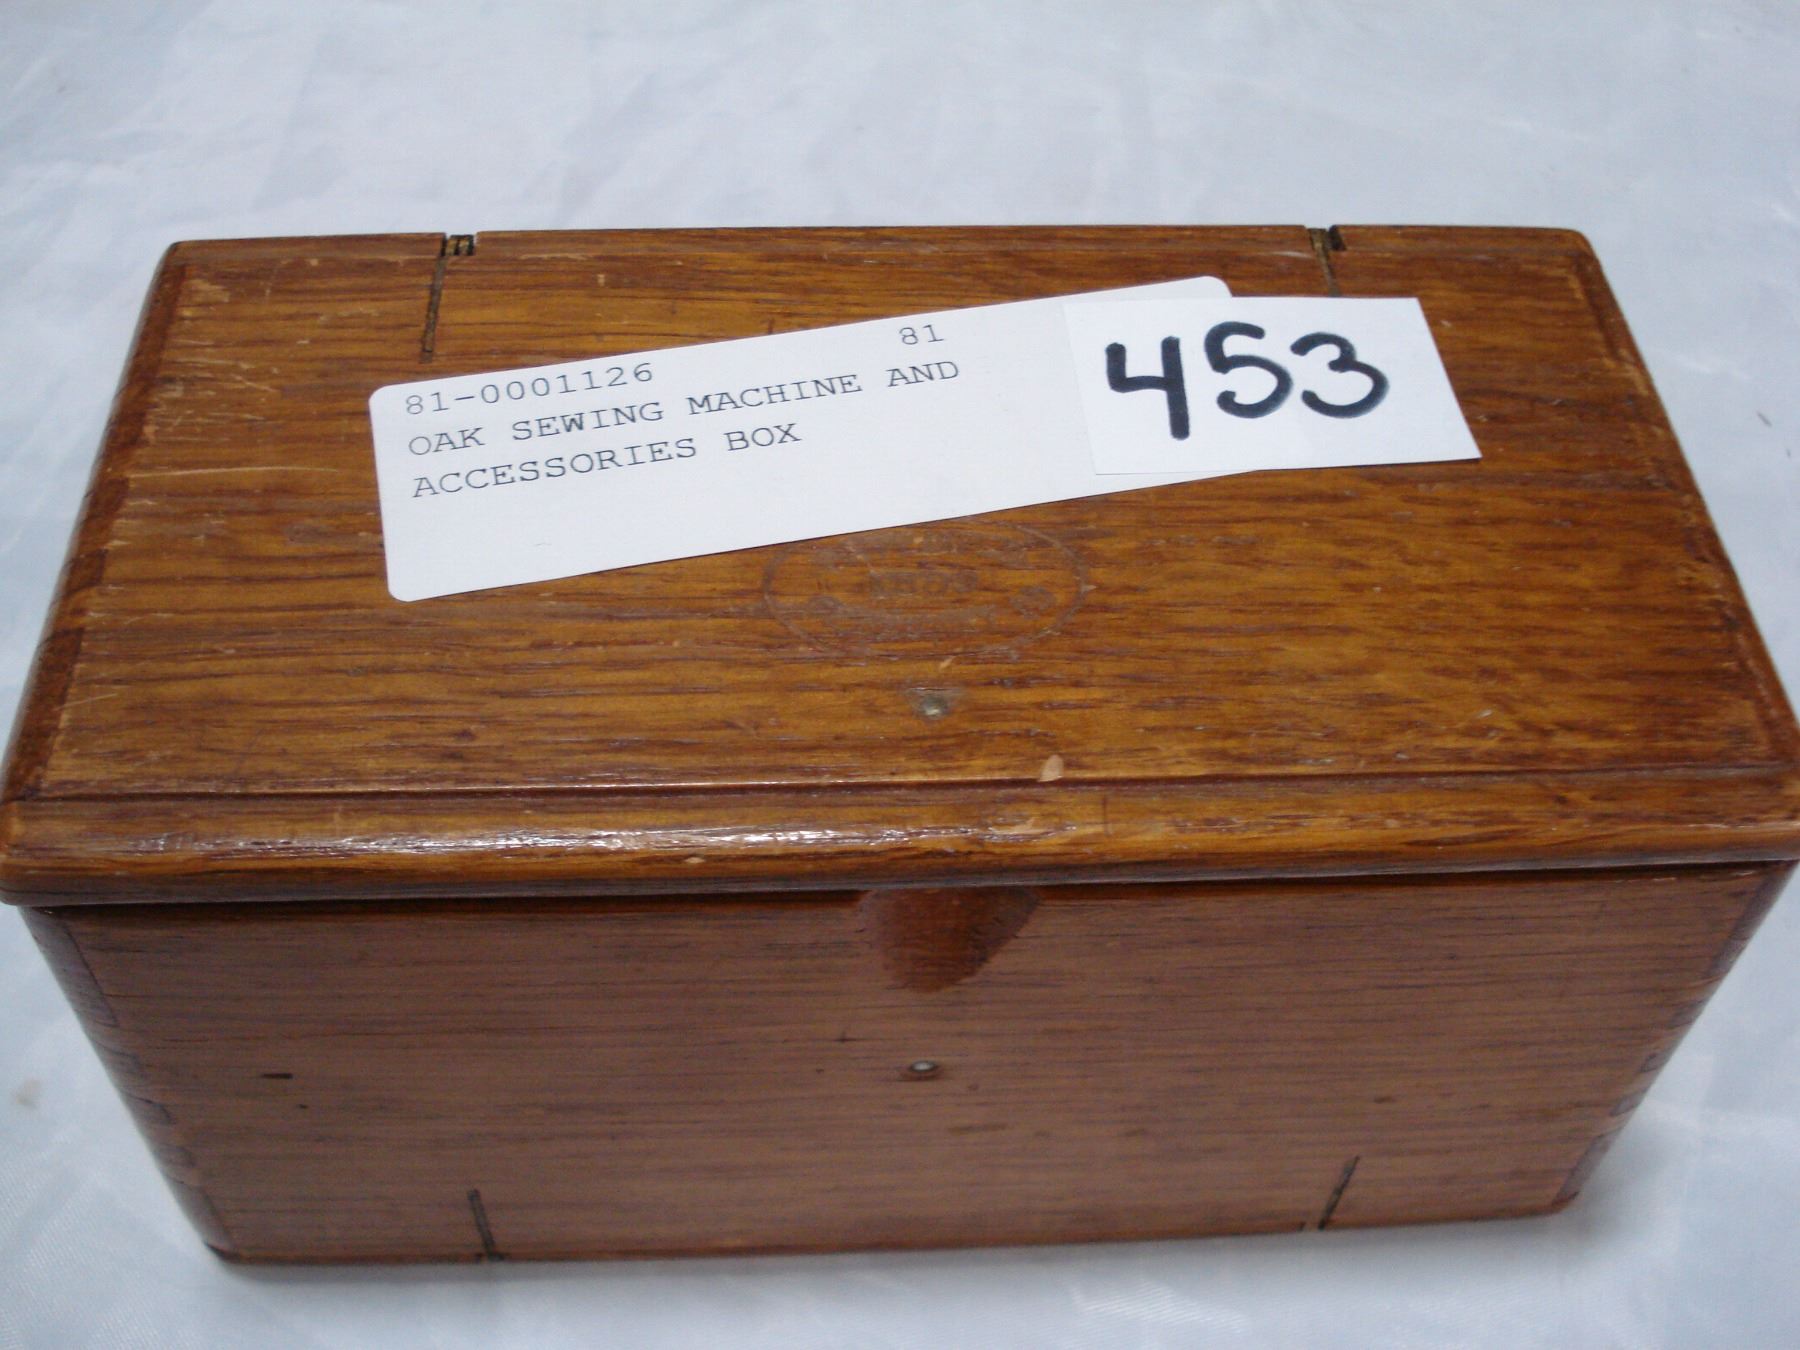 81-0001126 81
OAK SEWING MACHINE AND
ACCESSORIES BOX
453